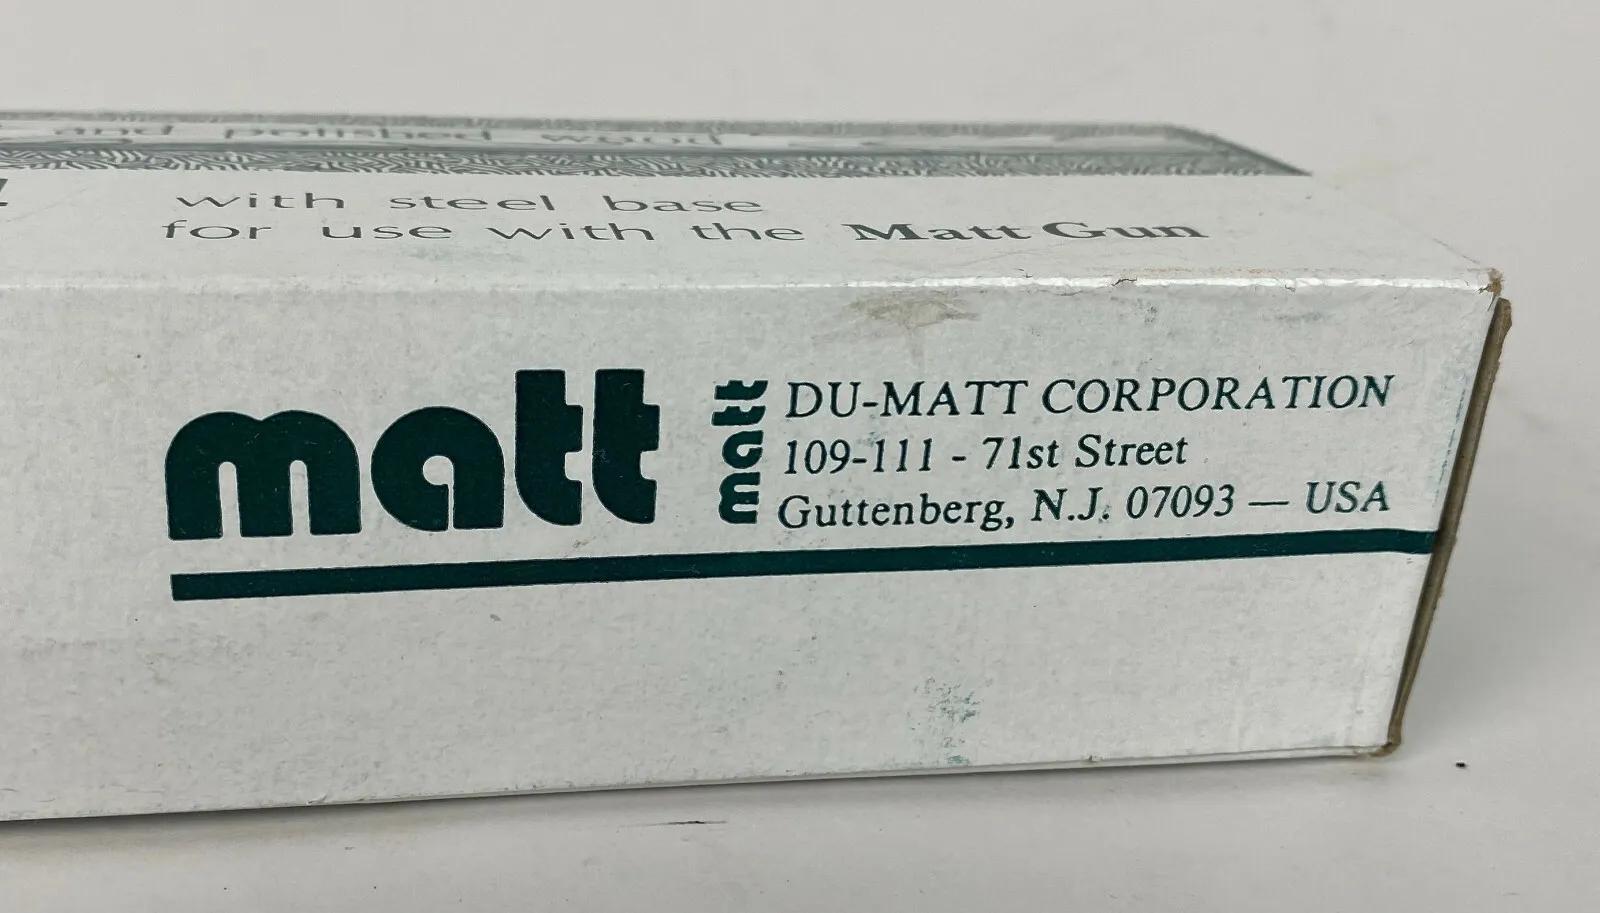 and polished wood
with steel base
for use with the Matt Gun
matt
matt
DU-MATT CORPORATION
109-111 - 71st Street
Guttenberg, N.J. 07093 — USA